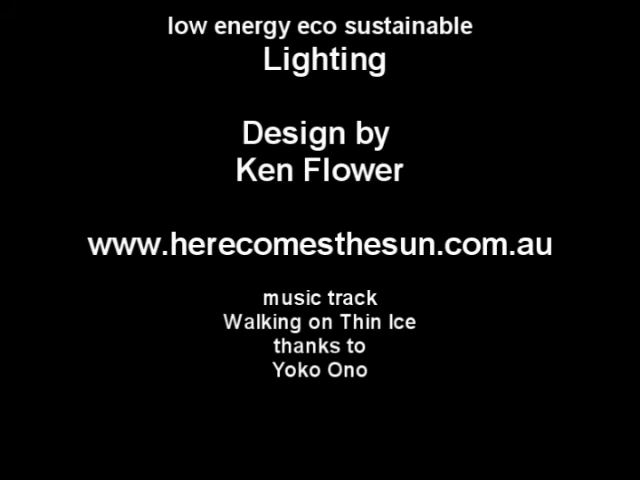 low energy eco sustainable
Lighting
Design by
Ken Flower
www.herecomesthesun.com.au
music track
Walking on Thin Ice
thanks to
Yoko Ono